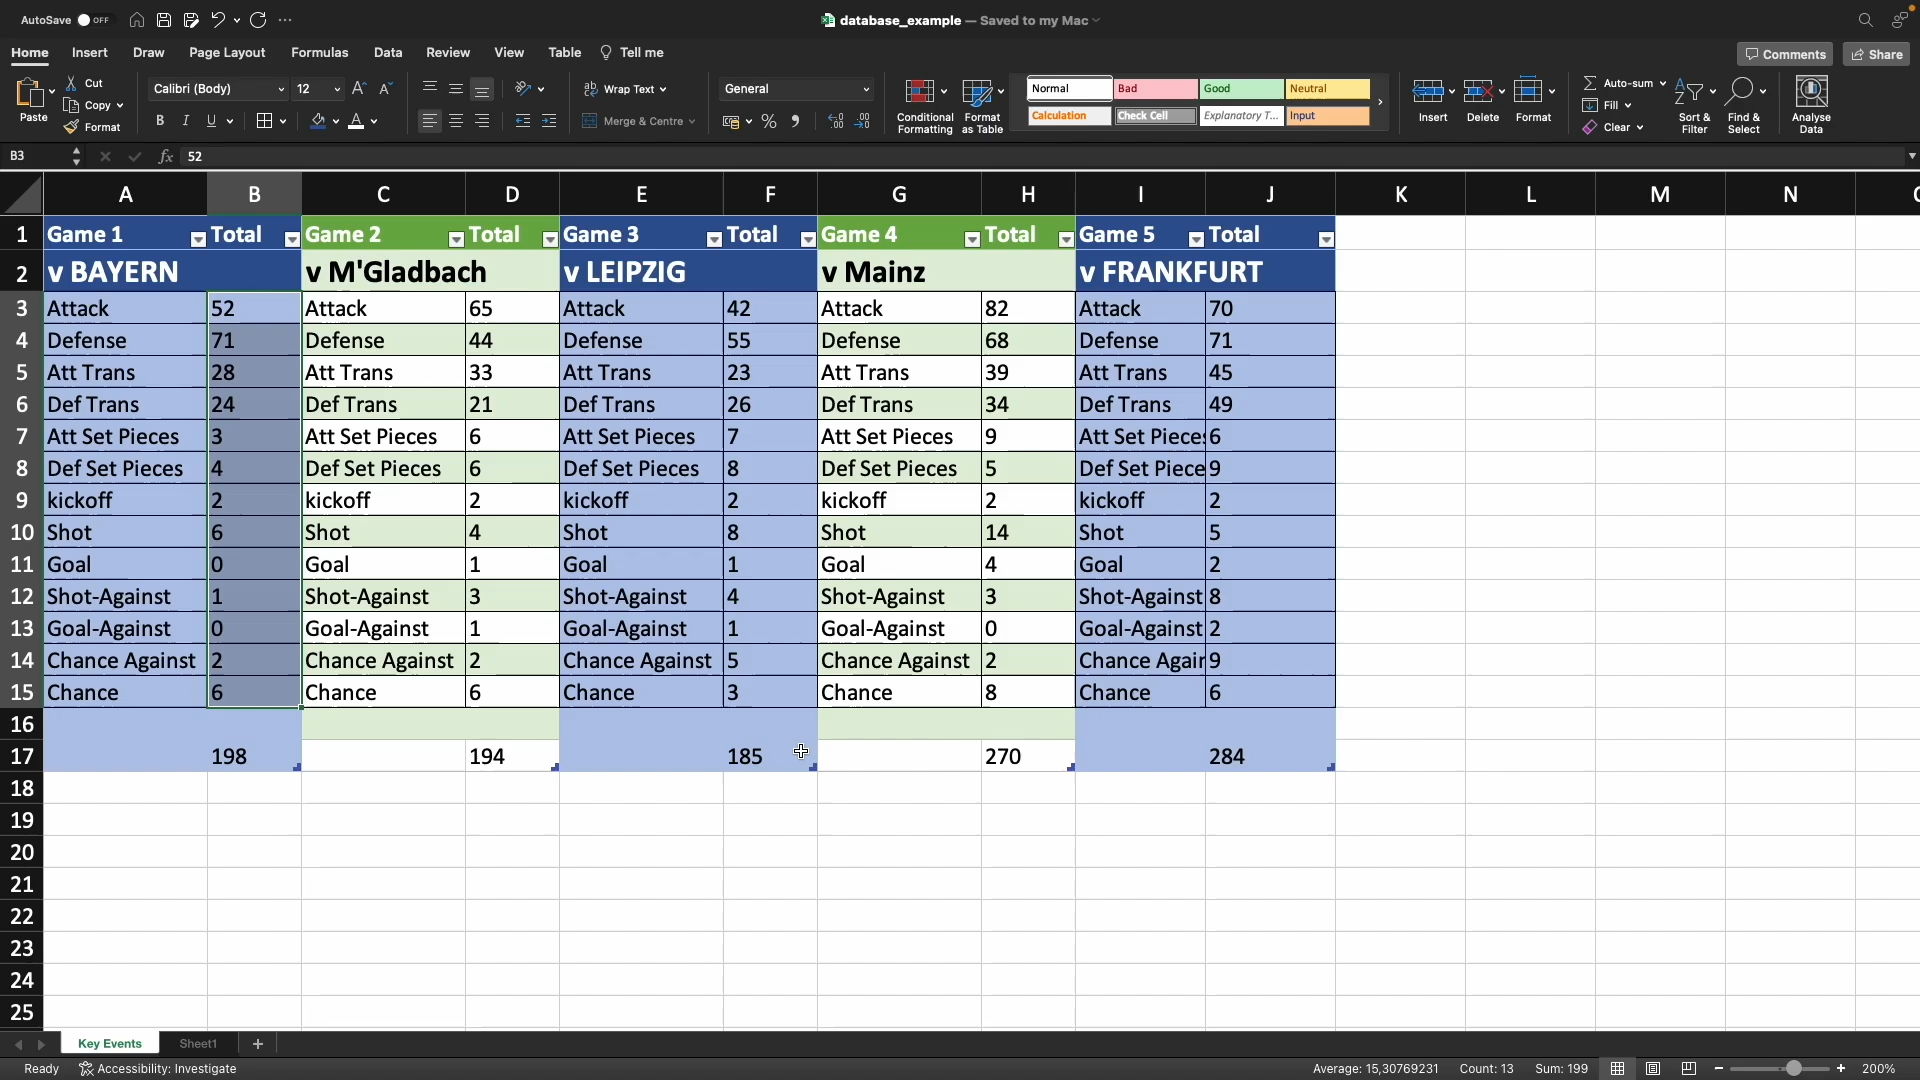 AutoSave OFF database_example — Saved to my Mac
Home Insert Draw Page Layout Formulas Data Review View Table Tell me Comments Share
Paste Cut Copy Format
Calibri (Body) 12 Wrap Text General
B I U A Merge & Centre % ,
Conditional Formatting Format as Table
Normal Bad Good Neutral
Calculation Check Cell Explanatory T... Input
Insert Delete Format
Auto-sum Fill Clear
Sort & Filter Find & Select Analyse Data
B3 fx 52
A B C D E F G H I J K L M N
1 Game 1 Total Game 2 Total Game 3 Total Game 4 Total Game 5 Total
2 v BAYERN v M'Gladbach v LEIPZIG v Mainz v FRANKFURT
3 Attack 52 Attack 65 Attack 42 Attack 82 Attack 70
4 Defense 71 Defense 44 Defense 55 Defense 68 Defense 71
5 Att Trans 28 Att Trans 33 Att Trans 23 Att Trans 39 Att Trans 45
6 Def Trans 24 Def Trans 21 Def Trans 26 Def Trans 34 Def Trans 49
7 Att Set Pieces 3 Att Set Pieces 6 Att Set Pieces 7 Att Set Pieces 9 Att Set Pieces 6
8 Def Set Pieces 4 Def Set Pieces 6 Def Set Pieces 8 Def Set Pieces 5 Def Set Piece 9
9 kickoff 2 kickoff 2 kickoff 2 kickoff 2 kickoff 2
10 Shot 6 Shot 4 Shot 8 Shot 14 Shot 5
11 Goal 0 Goal 1 Goal 1 Goal 4 Goal 2
12 Shot-Against 1 Shot-Against 3 Shot-Against 4 Shot-Against 3 Shot-Against 8
13 Goal-Against 0 Goal-Against 1 Goal-Against 1 Goal-Against 0 Goal-Against 2
14 Chance Against 2 Chance Against 2 Chance Against 5 Chance Against 2 Chance Agair 9
15 Chance 6 Chance 6 Chance 3 Chance 8 Chance 6
16
17 198 194 185 270 284
18
19
20
21
22
23
24
25
Key Events Sheet1 +
Ready Accessibility: Investigate Average: 15,30769231 Count: 13 Sum: 199 200%